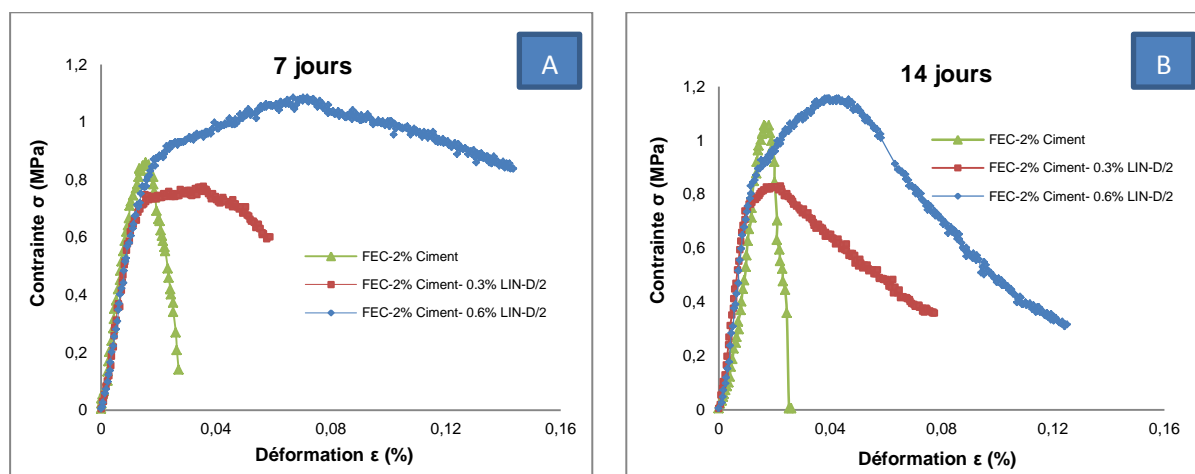 A
7 jours
1,2
1
0,8
0,6
0,4
0,2
0
Contrainte σ (MPa)
FEC-2% Ciment
FEC-2% Ciment- 0.3% LIN-D/2
FEC-2% Ciment- 0.6% LIN-D/2
0 0,04 0,08 0,12 0,16
Déformation ε (%)
B
14 jours
1,2
1
0,8
0,6
0,4
0,2
0
Contrainte σ (MPa)
FEC-2% Ciment
FEC-2% Ciment- 0.3% LIN-D/2
FEC-2% Ciment- 0.6% LIN-D/2
0 0,04 0,08 0,12 0,16
Déformation ε (%)